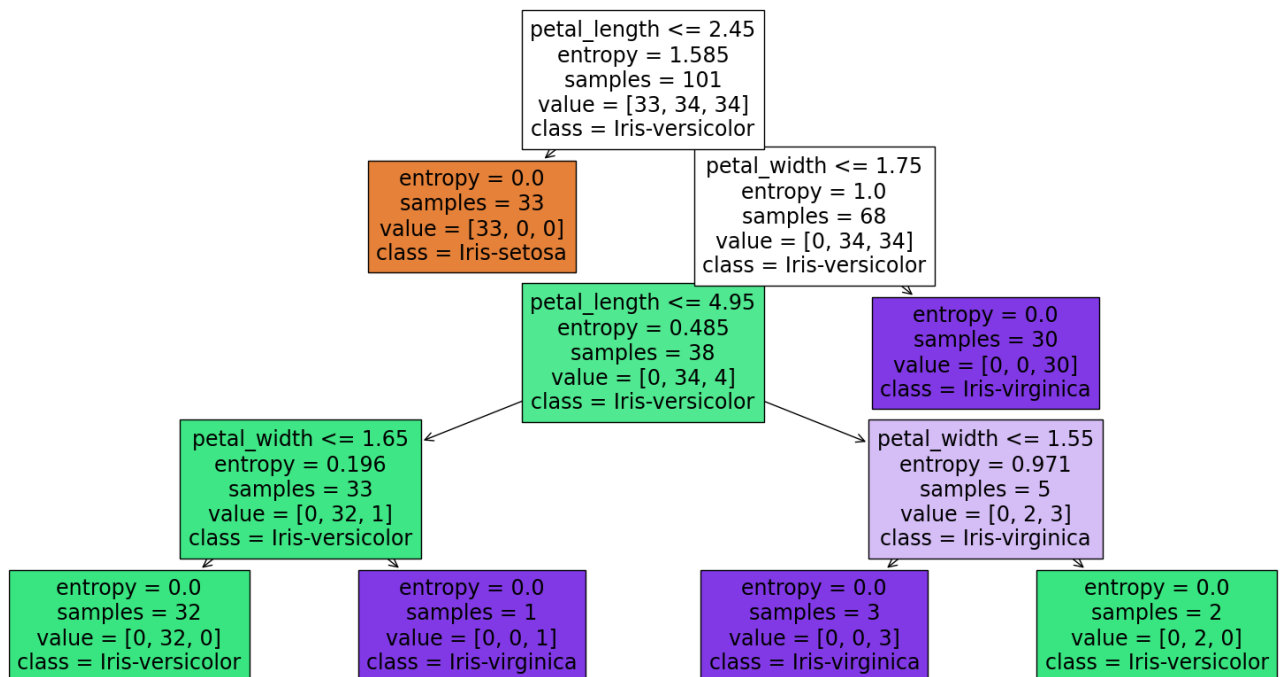 petal_length <= 2.45
entropy = 1.585
samples = 101
value = [33, 34, 34]
class = Iris-versicolor
entropy = 0.0
samples = 33
value = [33, 0, 0]
class = Iris-setosa
petal_width <= 1.75
entropy = 1.0
samples = 68
value = [0, 34, 34]
class = Iris-versicolor
petal_length <= 4.95
entropy = 0.485
samples = 38
value = [0, 34, 4]
class = Iris-versicolor
entropy = 0.0
samples = 30
value = [0, 0, 30]
class = Iris-virginica
petal_width <= 1.65
entropy = 0.196
samples = 33
value = [0, 32, 1]
class = Iris-versicolor
petal_width <= 1.55
entropy = 0.971
samples = 5
value = [0, 2, 3]
class = Iris-virginica
entropy = 0.0
samples = 32
value = [0, 32, 0]
class = Iris-versicolor
entropy = 0.0
samples = 1
value = [0, 0, 1]
class = Iris-virginica
entropy = 0.0
samples = 3
value = [0, 0, 3]
class = Iris-virginica
entropy = 0.0
samples = 2
value = [0, 2, 0]
class = Iris-versicolor